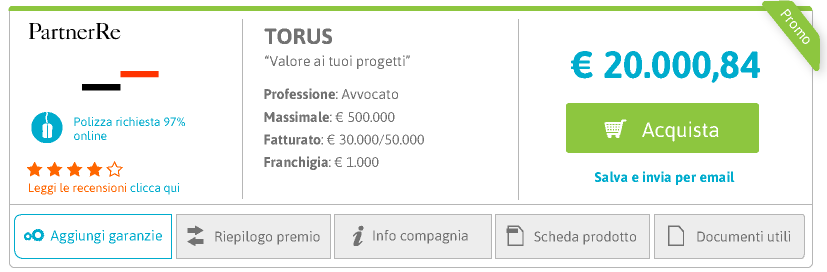 PartnerRe
Polizza richiesta 97%
online
Leggi le recensioni clicca qui
TORUS
“Valore ai tuoi progetti”
Professione: Avvocato
Massimale: € 500.000
Fatturato: € 30.000/50.000
Franchigia: € 1.000
Promo
€ 20.000,84
Acquista
Salva e invia per email
Aggiungi garanzie
Riepilogo premio
Info compagnia
Scheda prodotto
Documenti utili